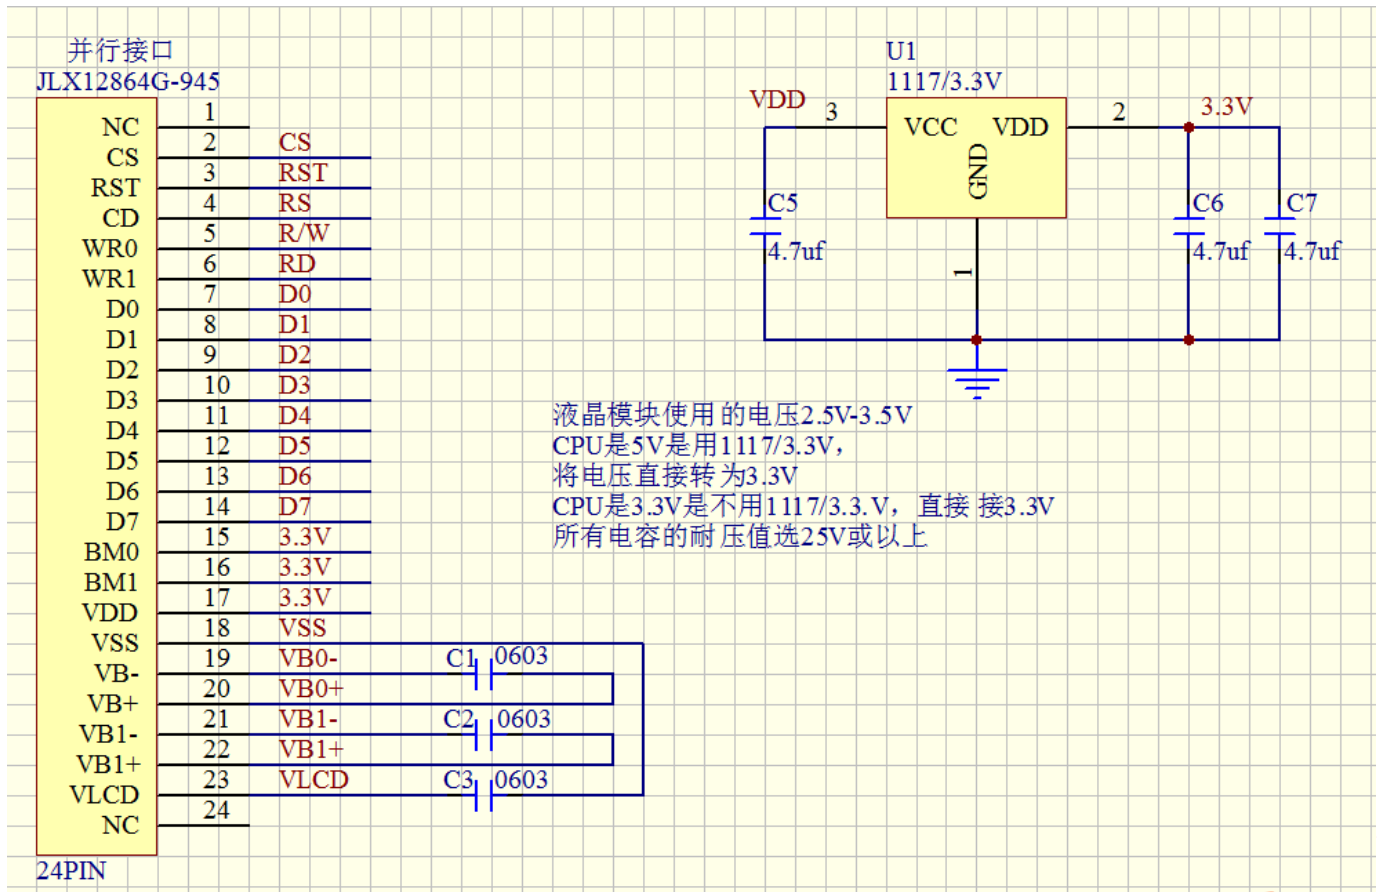 并行接口
JLX12864G-945
NC 1
CS 2 CS
RST 3 RST
CD 4 RS
WR0 5 R/W
WR1 6 RD
D0 7 D0
D1 8 D1
D2 9 D2
D3 10 D3
D4 11 D4
D5 12 D5
D6 13 D6
D7 14 D7
BM0 15 3.3V
BM1 16 3.3V
VDD 17 3.3V
VSS 18 VSS
VB- 19 VB0- C1 0603
VB+ 20 VB0+
VB1- 21 VB1- C2 0603
VB1+ 22 VB1+
VLCD 23 VLCD C3 0603
NC 24
24PIN
U1
1117/3.3V
VDD 3 VCC VDD 2 3.3V
GND
1
C5
4.7uf
C6
4.7uf
C7
4.7uf
液晶模块使用的电压2.5V-3.5V
CPU是5V是用1117/3.3V，
将电压直接转为3.3V
CPU是3.3V是不用1117/3.3.V，直接 接3.3V
所有电容的耐压值选25V或以上